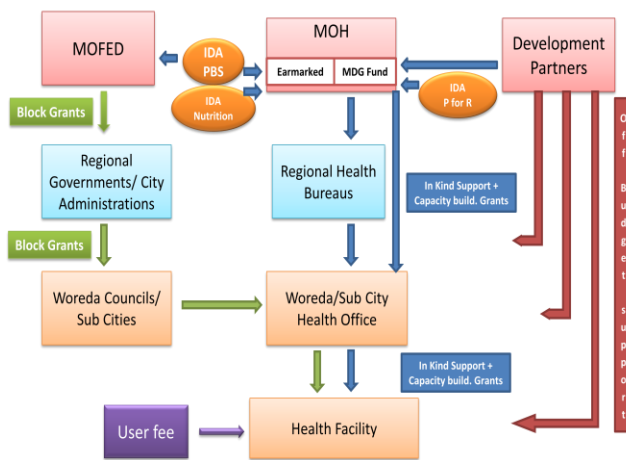 MOFED
IDA
PBS
MOH
Earmarked
MDG Fund
Development
Partners
IDA
Nutrition
IDA
P for R
Block Grants
Regional
Governments/ City
Administrations
Regional Health
Bureaus
In Kind Support +
Capacity build. Grants
Block Grants
Woreda Councils/
Sub Cities
Woreda/Sub City
Health Office
In Kind Support +
Capacity build. Grants
User fee
Health Facility
O
f
f
B
u
d
g
e
t
s
u
p
p
o
r
t